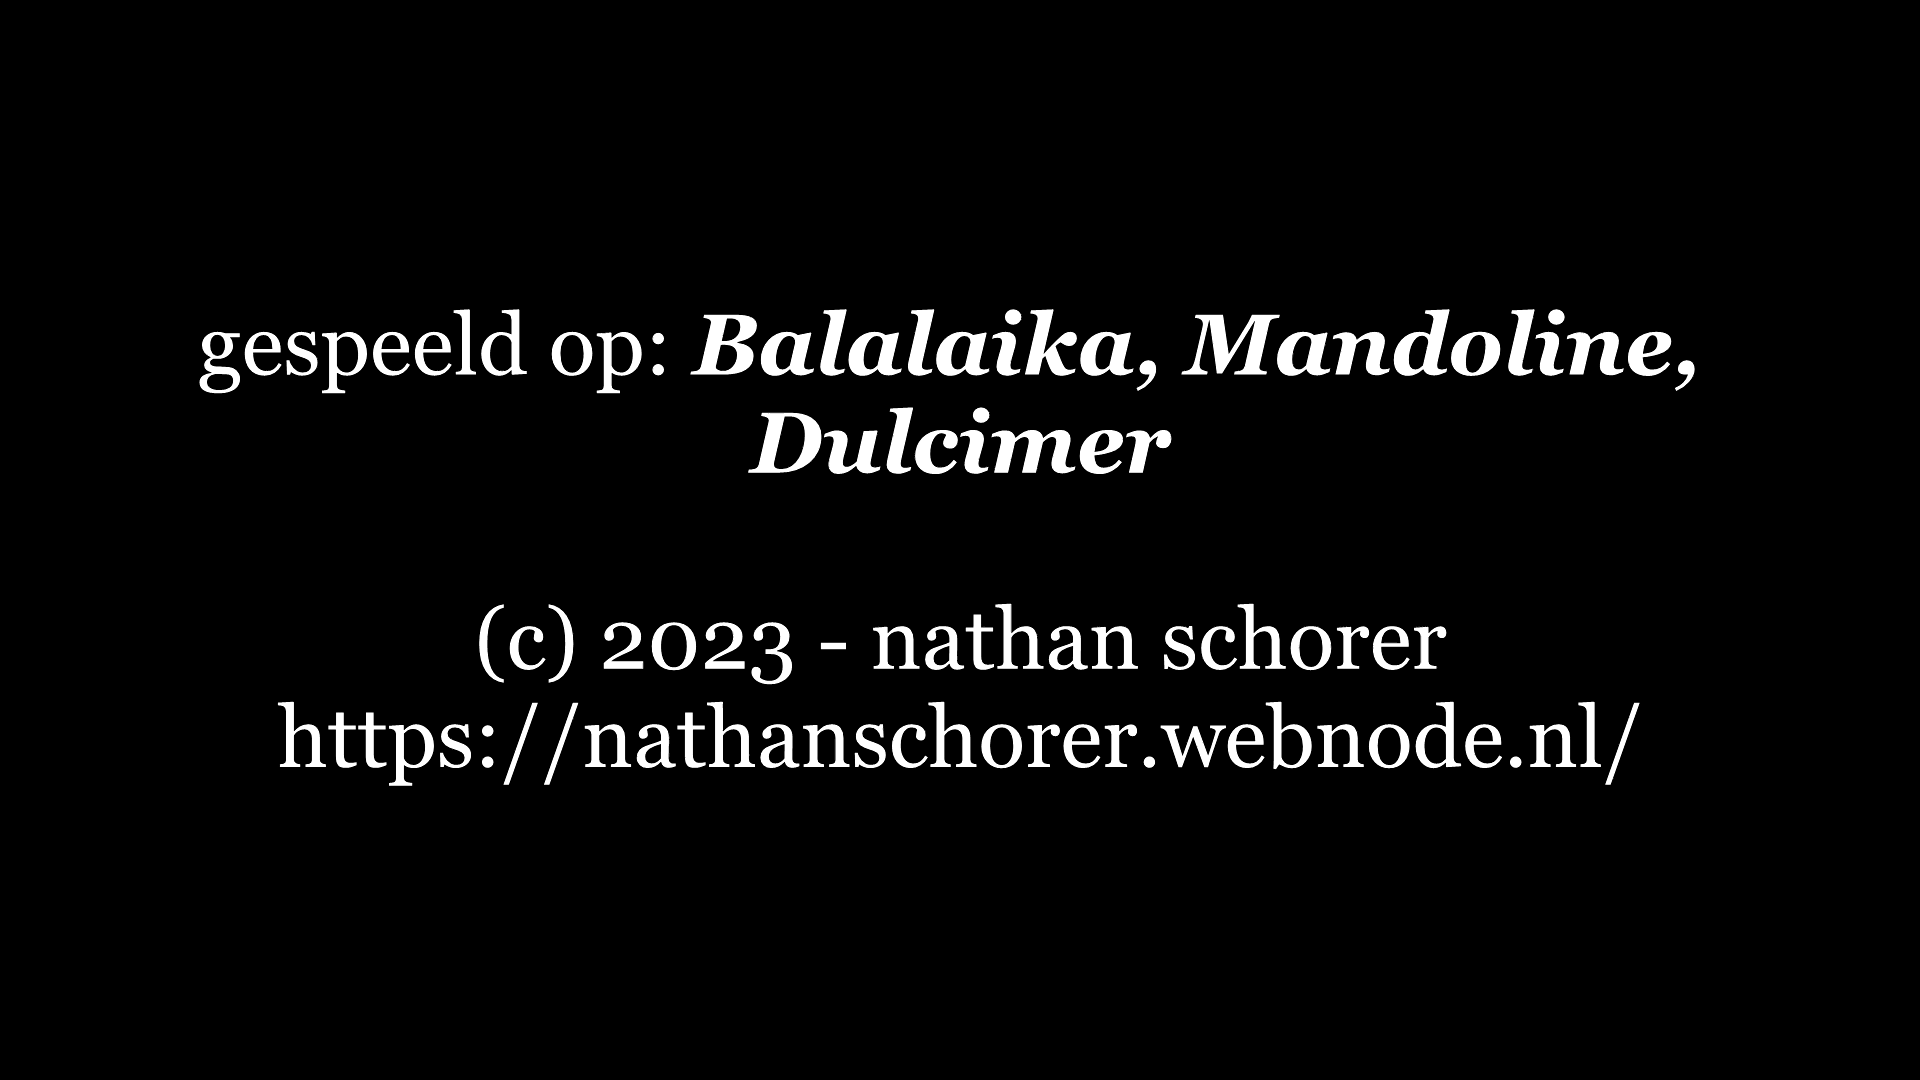 gespeeld op: Balalaika, Mandoline,
Dulcimer
(c) 2023 - nathan schorer
https://nathanschorer.webnode.nl/